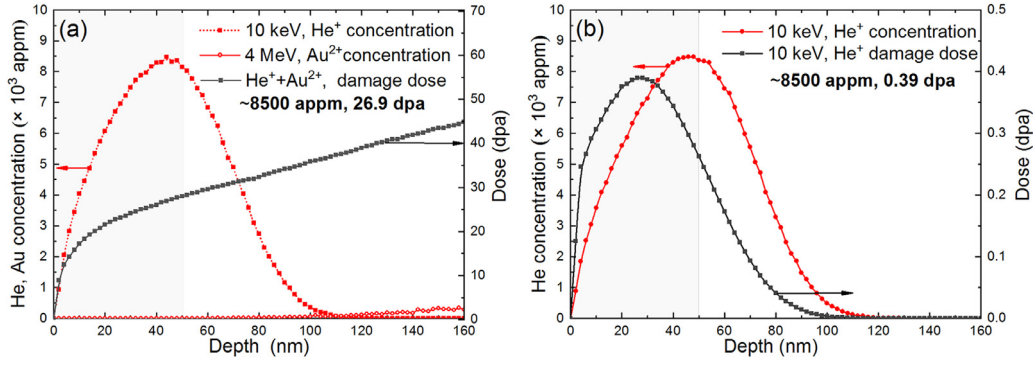 (a)
10 keV, He⁺ concentration
4 MeV, Au²⁺concentration
He⁺+Au²⁺, damage dose
~8500 appm, 26.9 dpa
He, Au concentration (× 10³ appm)
10
9
8
7
6
5
4
3
2
1
0
70
60
50
40
30
20
10
0
Dose (dpa)
0 20 40 60 80 100 120 140 160
Depth (nm)
(b)
10 keV, He⁺ concentration
10 keV, He⁺ damage dose
~8500 appm, 0.39 dpa
He concentration (× 10³ appm)
10
9
8
7
6
5
4
3
2
1
0
0.5
0.4
0.3
0.2
0.1
0.0
Dose (dpa)
0 20 40 60 80 100 120 140 160
Depth (nm)